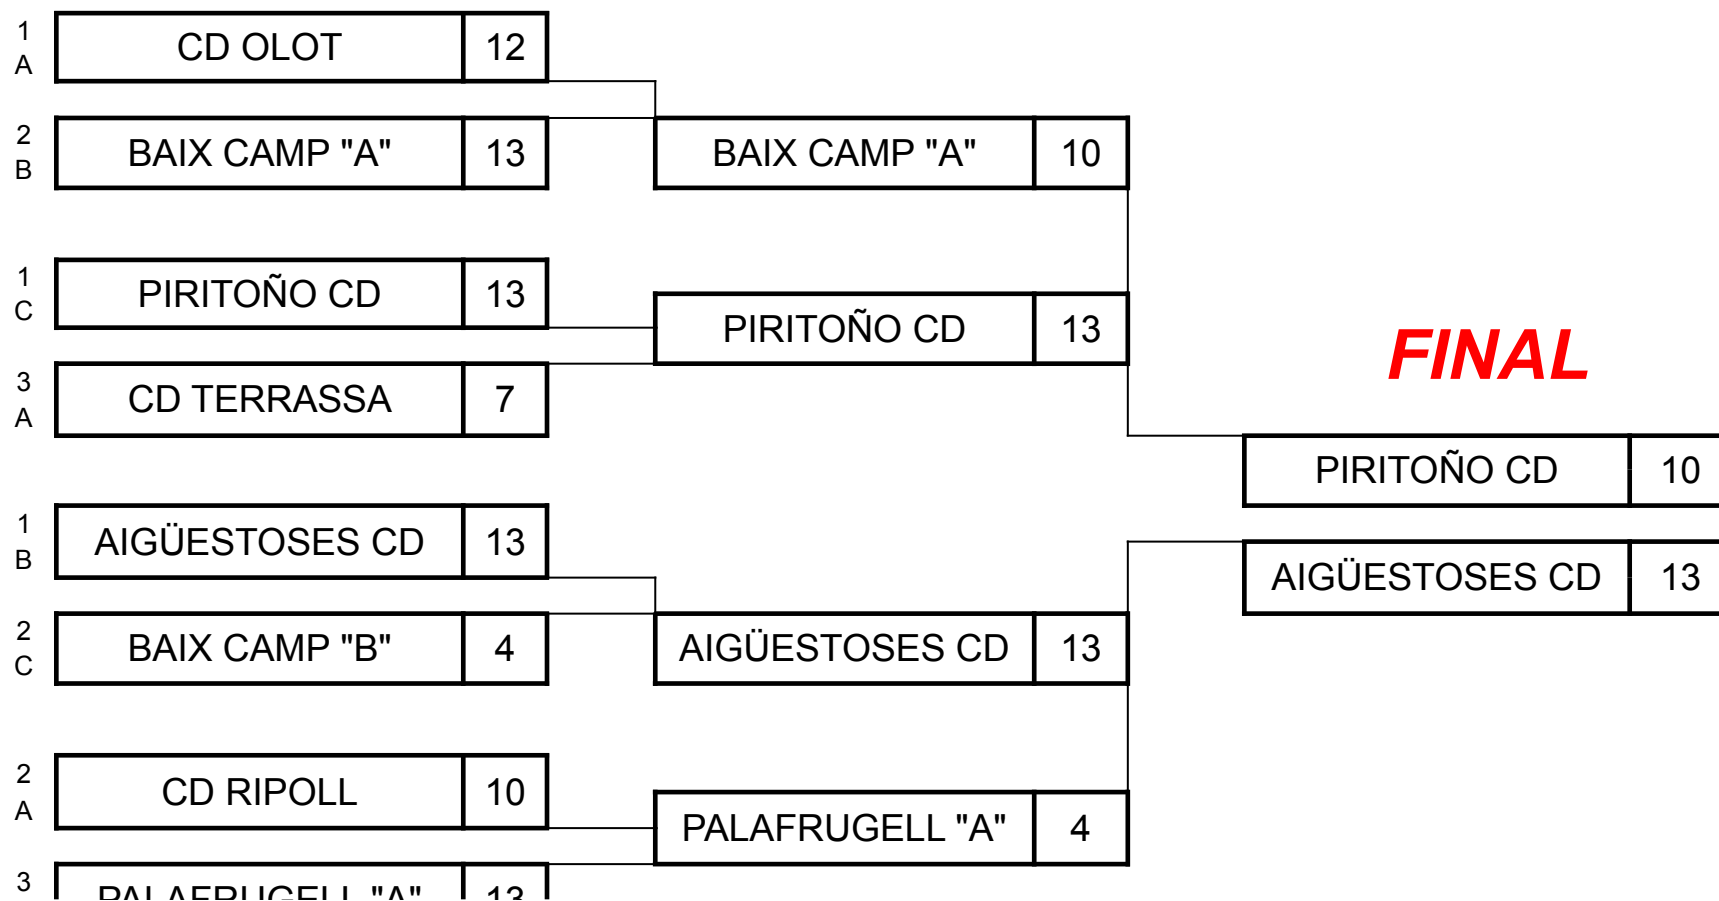 1
A
CD OLOT 12
2
B
BAIX CAMP "A" 13
BAIX CAMP "A" 10
1
C
PIRITOÑO CD 13
PIRITOÑO CD 13
FINAL
3
A
CD TERRASSA 7
PIRITOÑO CD 10
1
B
AIGÜESTOSES CD 13
AIGÜESTOSES CD 13
2
C
BAIX CAMP "B" 4
AIGÜESTOSES CD 13
2
A
CD RIPOLL 10
PALAFRUGELL "A" 4
3
PALAFRUGELL "A" 13